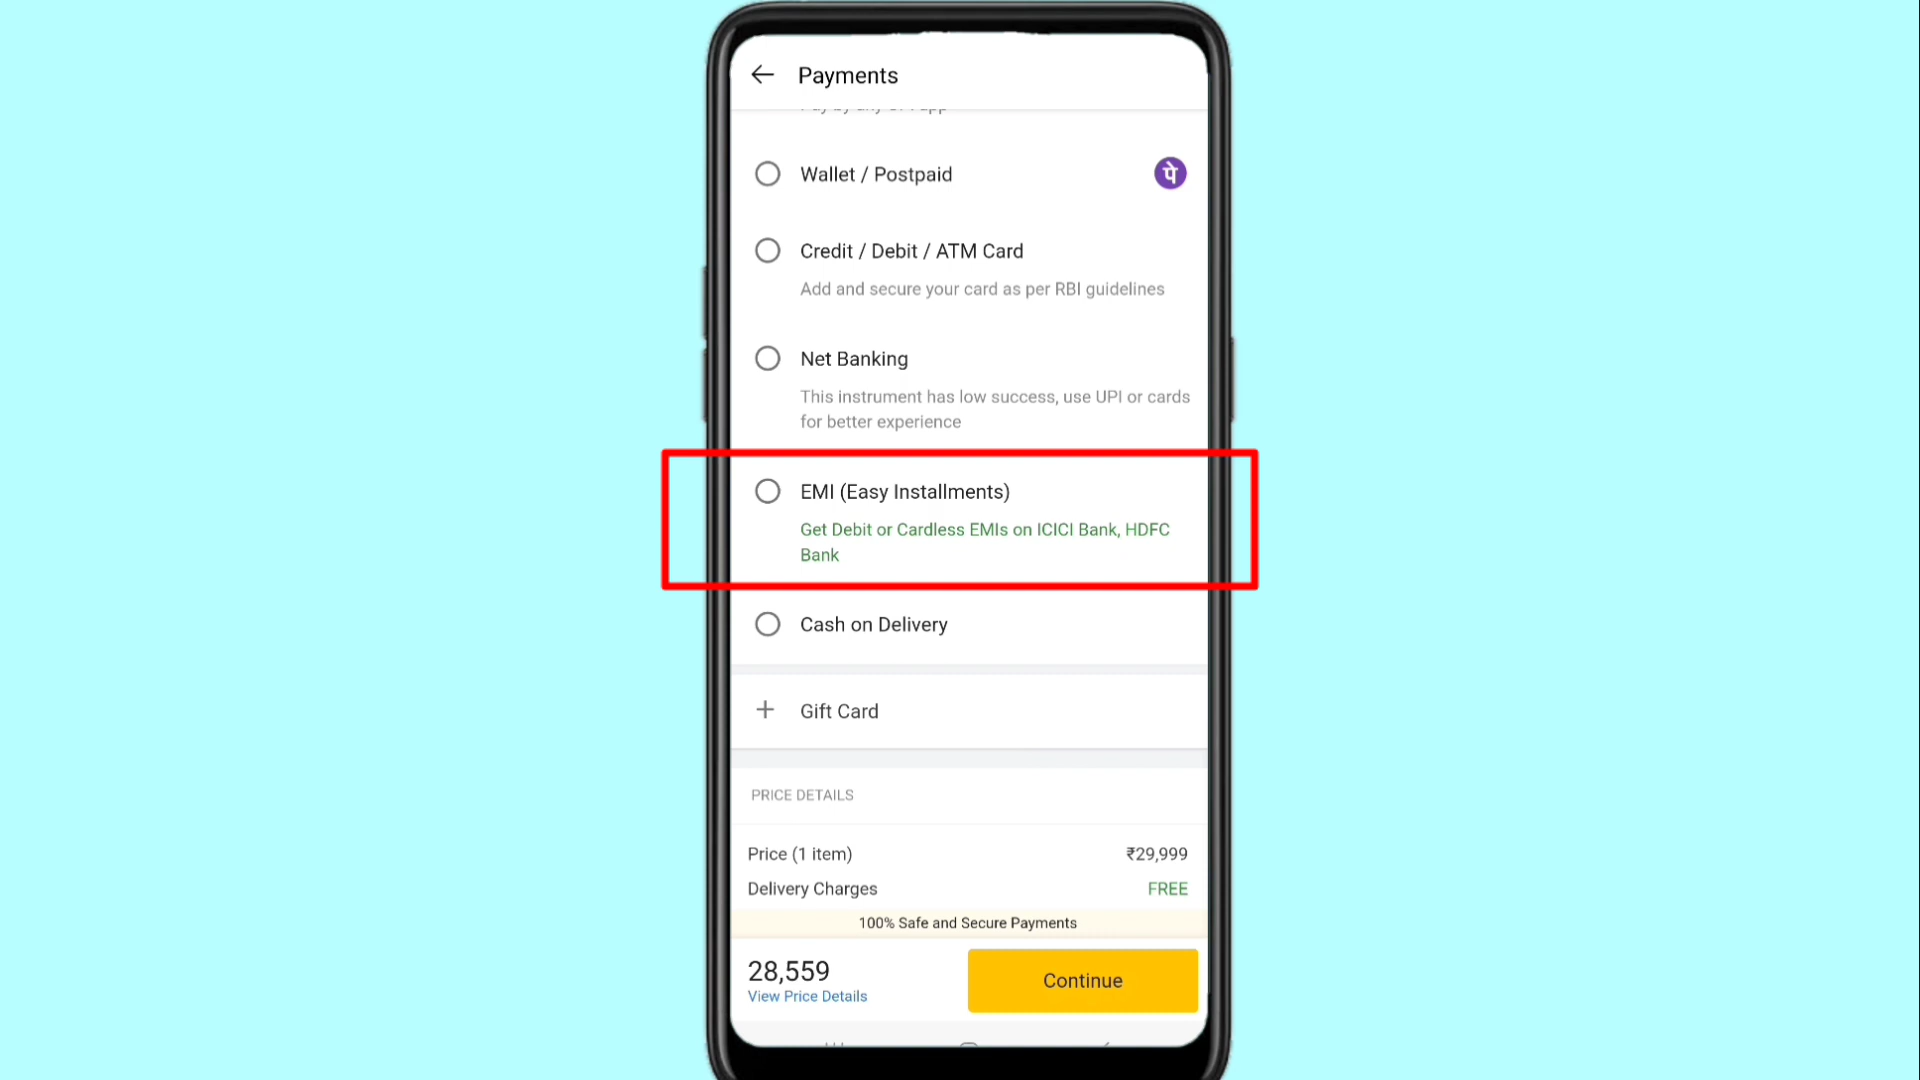 Payments
Wallet / Postpaid
पे
Credit / Debit / ATM Card
Add and secure your card as per RBI guidelines
Net Banking
This instrument has low success, use UPI or cards
for better experience
EMI (Easy Installments)
Get Debit or Cardless EMIs on ICICI Bank, HDFC
Bank
Cash on Delivery
+ Gift Card
PRICE DETAILS
Price (1 item) ₹29,999
Delivery Charges FREE
100% Safe and Secure Payments
28,559
View Price Details
Continue